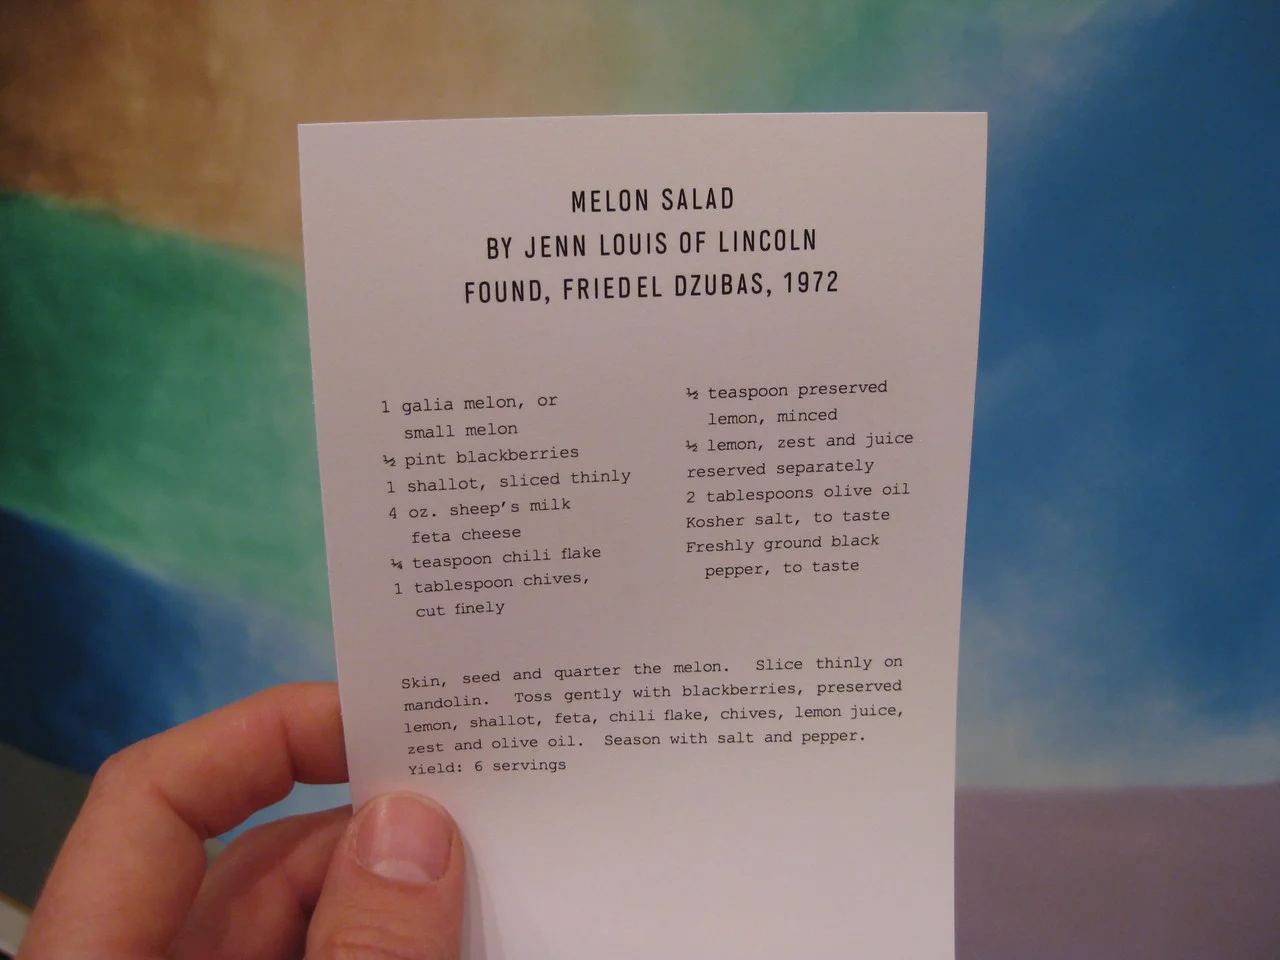 MELON SALAD
BY JENN LOUIS OF LINCOLN
FOUND, FRIEDEL DZUBAS, 1972
1 galia melon, or
small melon
½ pint blackberries
1 shallot, sliced thinly
4 oz. sheep's milk
feta cheese
¼ teaspoon chili flake
1 tablespoon chives,
cut finely
½ teaspoon preserved
lemon, minced
½ lemon, zest and juice
reserved separately
2 tablespoons olive oil
Kosher salt, to taste
Freshly ground black
pepper, to taste
Skin, seed and quarter the melon. Slice thinly on
mandolin. Toss gently with blackberries, preserved
lemon, shallot, feta, chili flake, chives, lemon juice,
zest and olive oil. Season with salt and pepper.
Yield: 6 servings